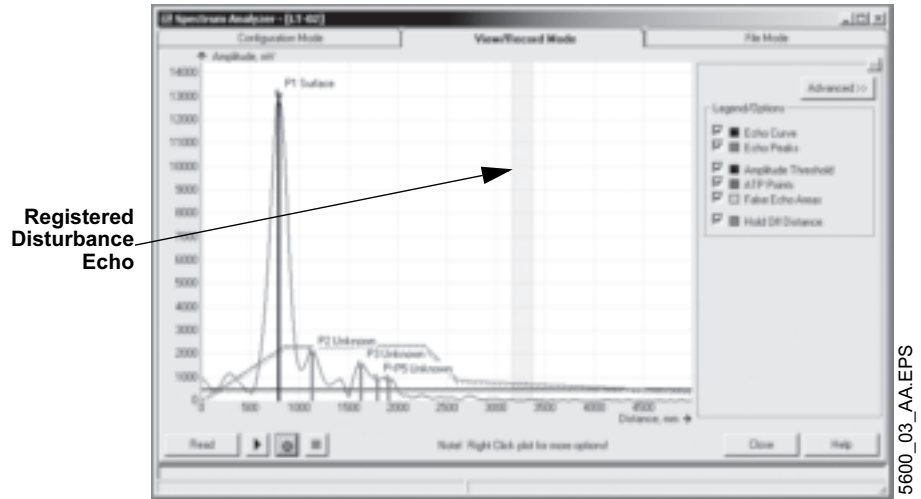 Spectrum Analyzer - [LT-02]
Configuration Mode
View/Record Mode
File Mode
Amplitude, mV
14000
13000
12000
11000
10000
9000
8000
7000
6000
5000
4000
3000
2000
1000
0
P1 Surface
P2 Unknown
P3 Unknown
P5 Unknown
0 500 1000 1500 2000 2500 3000 3500 4000 4500
Distance, mm
Advanced >>
Legend/Options
Echo Curve
Echo Peaks
Amplitude Threshold
ATP Points
False Echo Areas
Hold Off Distance
Registered
Disturbance
Echo
Read
Note! Right Click plot for more options!
Close
Help
5600_03_AA.EPS